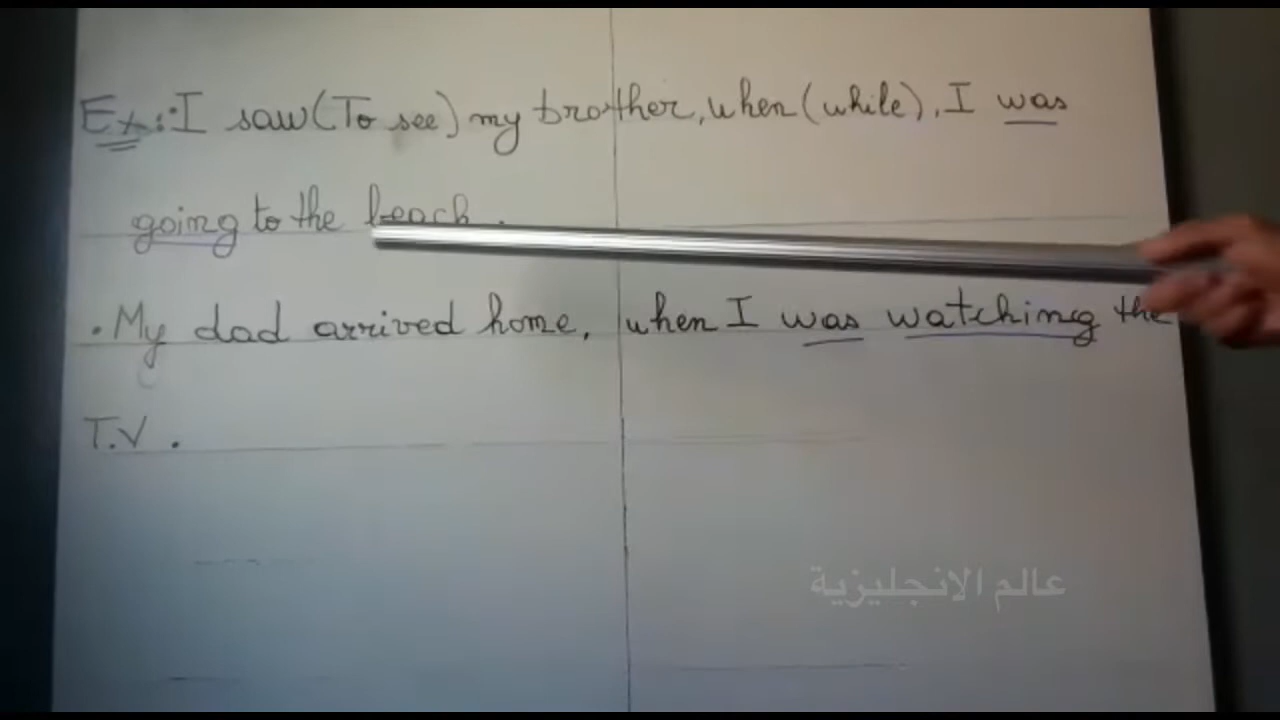 Ex: I saw (To see) my brother, when (while), I was
going to the beach.
. My dad arrived home, when I was watching the
T.V.
عالم الانجليزية